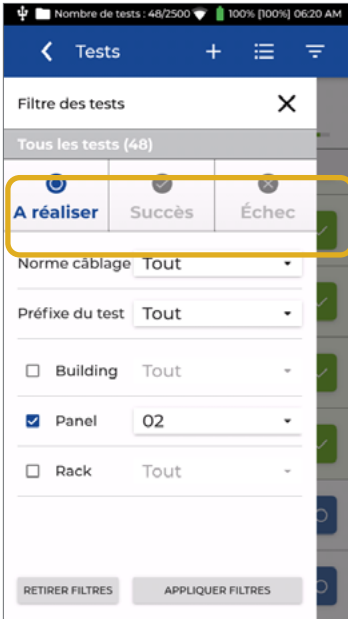 Nombre de tests : 48/2500 100% [100%] 06:20 AM
Tests
Filtre des tests
Tous les tests (48)
A réaliser Succès Échec
Norme câblage Tout
Préfixe du test Tout
Building Tout
Panel 02
Rack Tout
RETIRER FILTRES APPLIQUER FILTRES